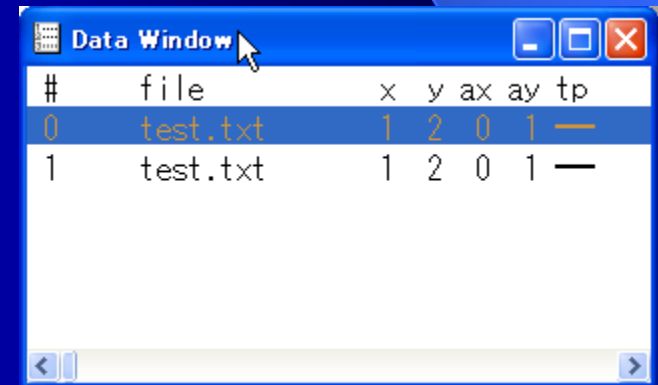 Data Window
# file x y ax ay tp
0 test.txt 1 2 0 1
1 test.txt 1 2 0 1